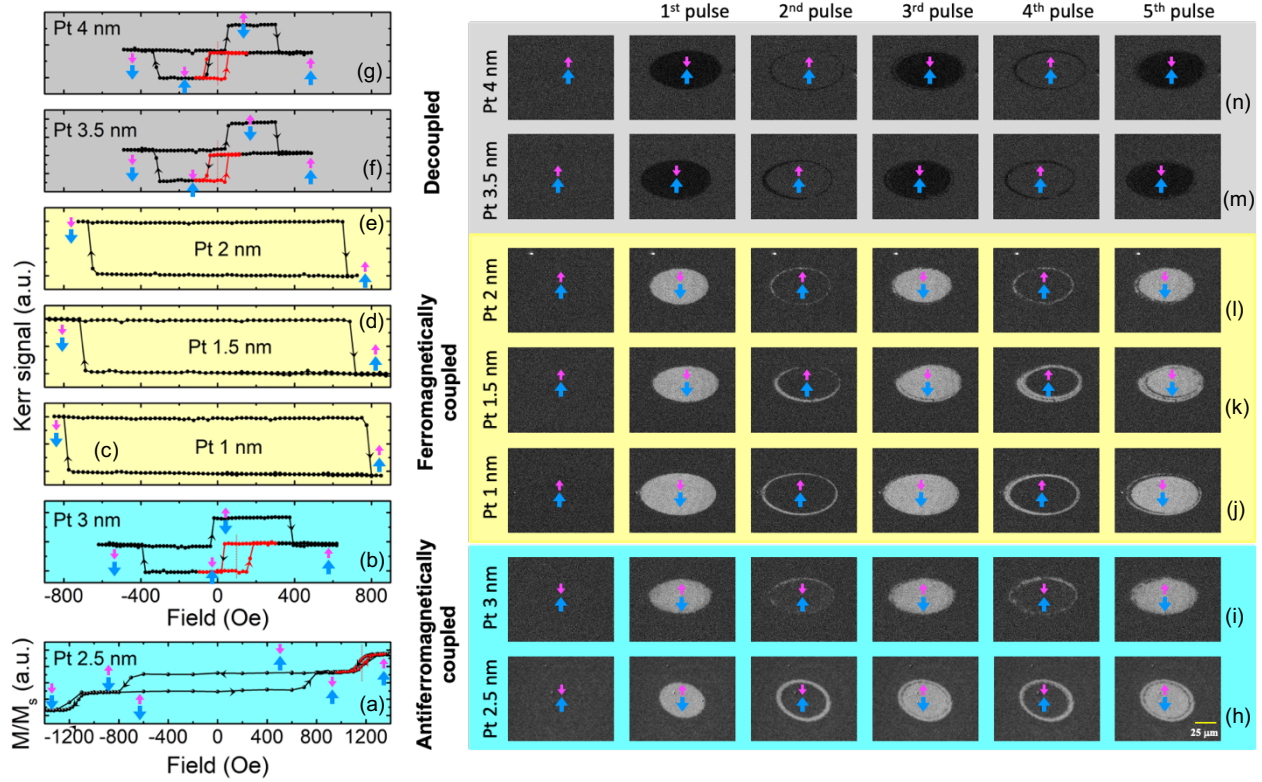 1st pulse 2nd pulse 3rd pulse 4th pulse 5th pulse
Pt 4 nm
(g)
Pt 3.5 nm
(f)
(e)
Pt 2 nm
(d)
Pt 1.5 nm
(c)
Pt 1 nm
Pt 3 nm
(b)
-800 -400 0 400 800
Field (Oe)
Pt 2.5 nm
(a)
-1200 -800 -400 0 400 800 1200
Field (Oe)
Kerr signal (a.u.)
M/Ms (a.u.)
Decoupled
Ferromagnetically
coupled
Antiferromagnetically
coupled
Pt 4 nm
(n)
Pt 3.5 nm
(m)
Pt 2 nm
(l)
Pt 1.5 nm
(k)
Pt 1 nm
(j)
Pt 3 nm
(i)
Pt 2.5 nm
(h)
25 μm